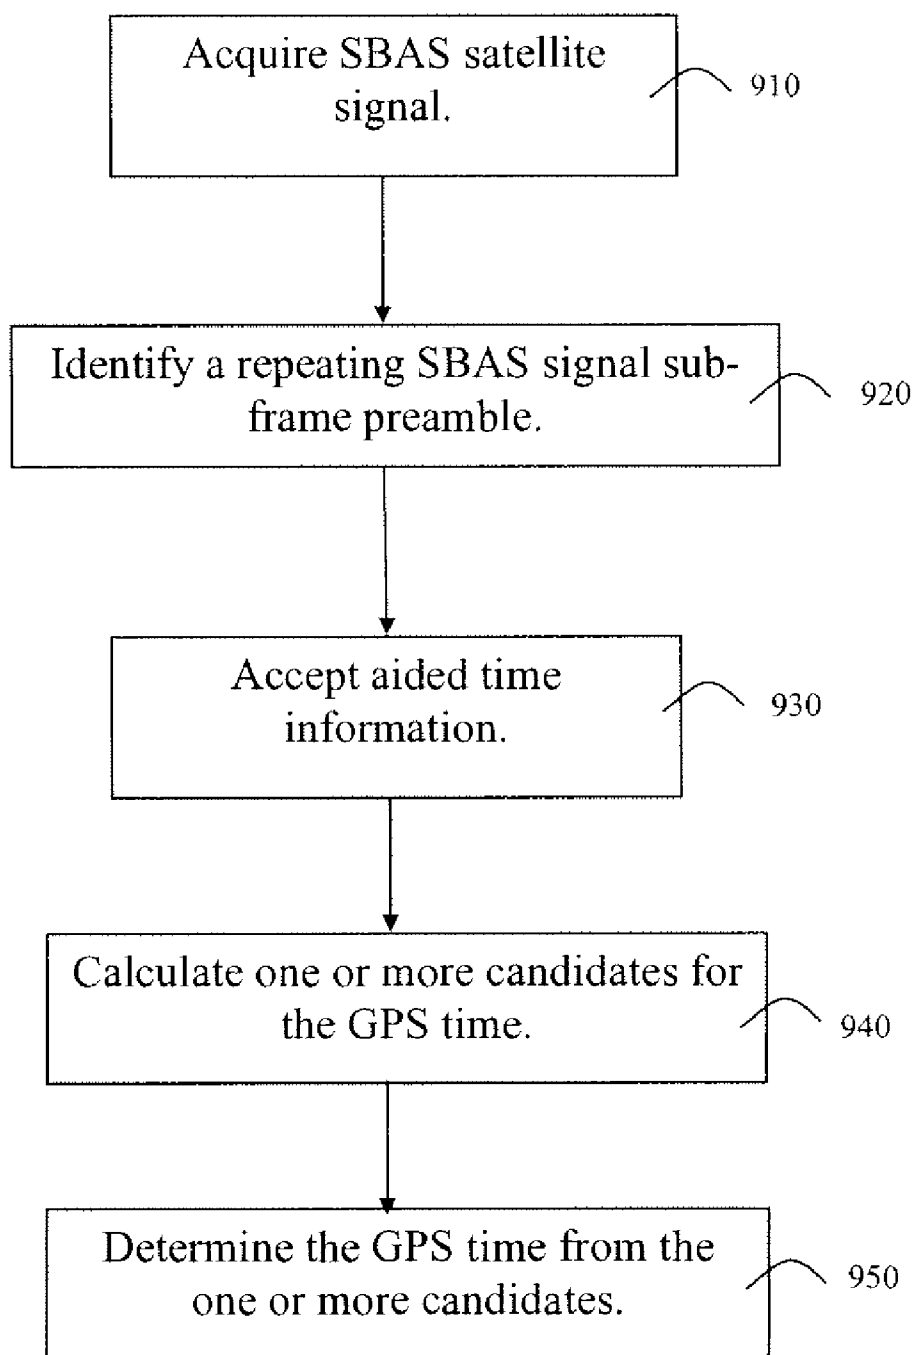 Acquire SBAS satellite
signal.
910
Identify a repeating SBAS signal sub-
frame preamble.
920
Accept aided time
information.
930
Calculate one or more candidates for
the GPS time.
940
Determine the GPS time from the
one or more candidates.
950